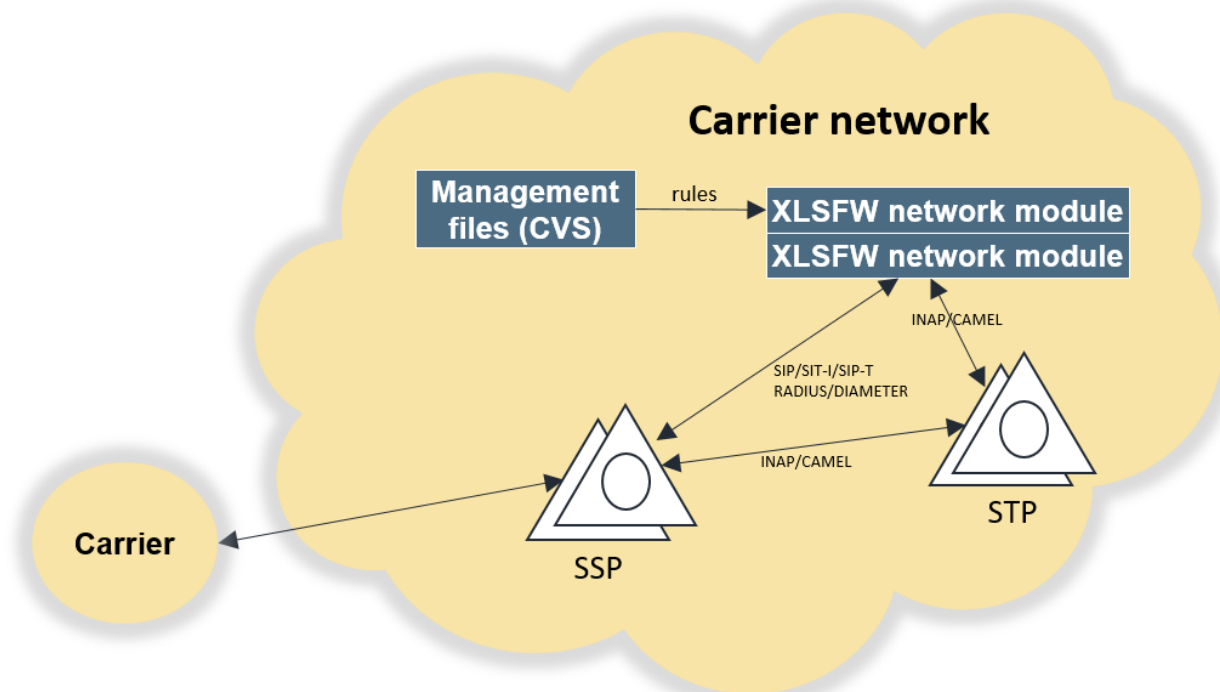 Carrier network
Management
files (CVS)
rules
XLSFW network module
XLSFW network module
INAP/CAMEL
SIP/SIT-I/SIP-T
RADIUS/DIAMETER
INAP/CAMEL
STP
Carrier
SSP